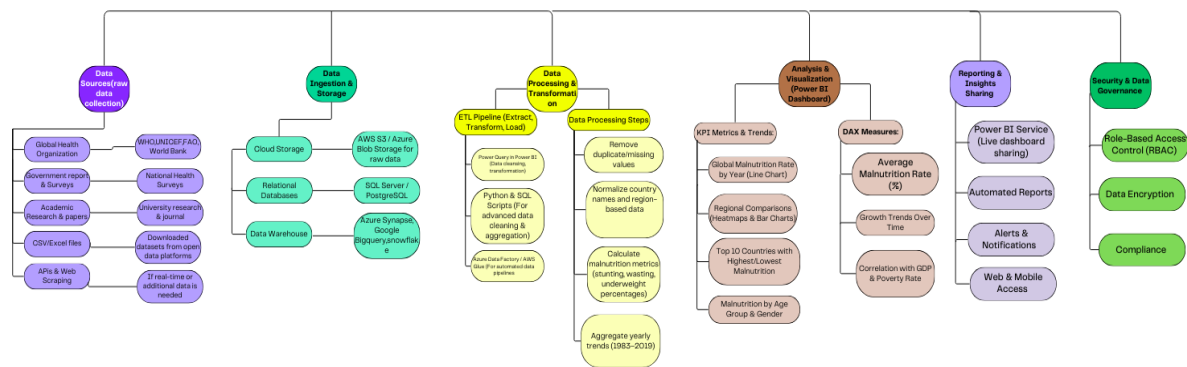 Data
Sources(raw
data
collection)
Global Health
Organization
WHO,UNICEF,FAO,
World Bank
Government report
& Surveys
National Health
Surveys
Academic
Research & papers
University research
& journal
CSV/Excel files
Downloaded
datasets from open
data platforms
APIs & Web
Scraping
If real-time or
additional data is
needed
Data
Ingestion &
Storage
Cloud Storage
AWS S3 / Azure
Blob Storage for
raw data
Relational
Databases
SQL Server /
PostgreSQL
Data Warehouse
Azure Synapse,
Google
Bigquery,snowflak
e
Data
Processing &
Transformati
on
ETL Pipeline (Extract,
Transform, Load)
Power Query in Power BI
(Data cleansing,
transformation)
Python & SQL
Scripts (For
advanced data
cleaning &
aggregation)
Azure Data Factory / AWS
Glue (For automated data
pipelines
Data Processing Steps
Remove
duplicate/missing
values
Normalize country
names and region-
based data
Calculate
malnutrition metrics
(stunting, wasting,
underweight
percentages)
Aggregate yearly
trends (1983–2019)
Analysis &
Visualization
(Power BI
Dashboard)
KPI Metrics & Trends:
Global Malnutrition Rate
by Year (Line Chart)
Regional Comparisons
(Heatmaps & Bar Charts)
Top 10 Countries with
Highest/Lowest
Malnutrition
Malnutrition by Age
Group & Gender
DAX Measures:
Average
Malnutrition Rate
(%)
Growth Trends Over
Time
Correlation with GDP
& Poverty Rate
Reporting &
Insights
Sharing
Power BI Service
(Live dashboard
sharing)
Automated Reports
Alerts &
Notifications
Web & Mobile
Access
Security & Data
Governance
Role-Based Access
Control (RBAC)
Data Encryption
Compliance